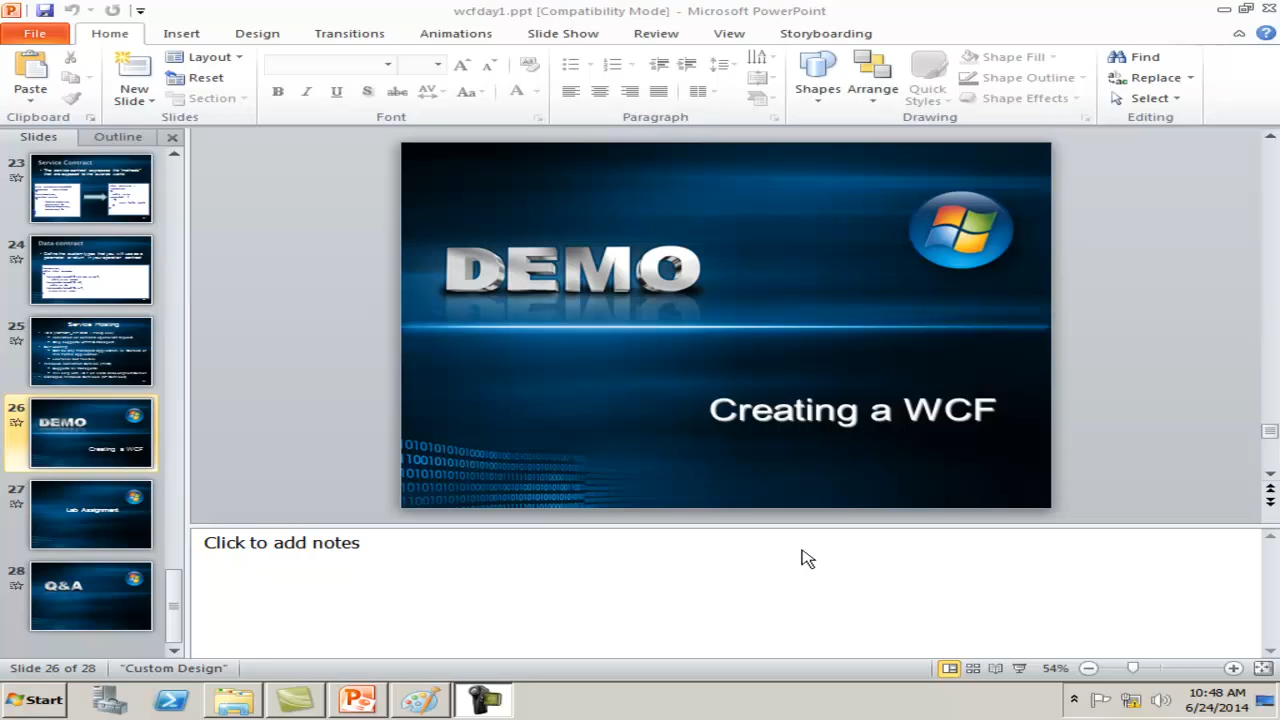 wcfday1.ppt [Compatibility Mode] - Microsoft PowerPoint
File Home Insert Design Transitions Animations Slide Show Review View Storyboarding
Paste
New Slide
Layout
Reset
Section
B I U S abc AV Aa A
Shapes
Arrange
Quick Styles
Shape Fill
Shape Outline
Shape Effects
Find
Replace
Select
Clipboard Slides Font Paragraph Drawing Editing
Slides Outline
23
Service Contract
24
Data contract
25
Service Hosting
26
DEMO
Creating a WCF
27
Lab Assignment
28
Q&A
DEMO
Creating a WCF
Click to add notes
Slide 26 of 28 "Custom Design" 54%
Start
10:48 AM
6/24/2014